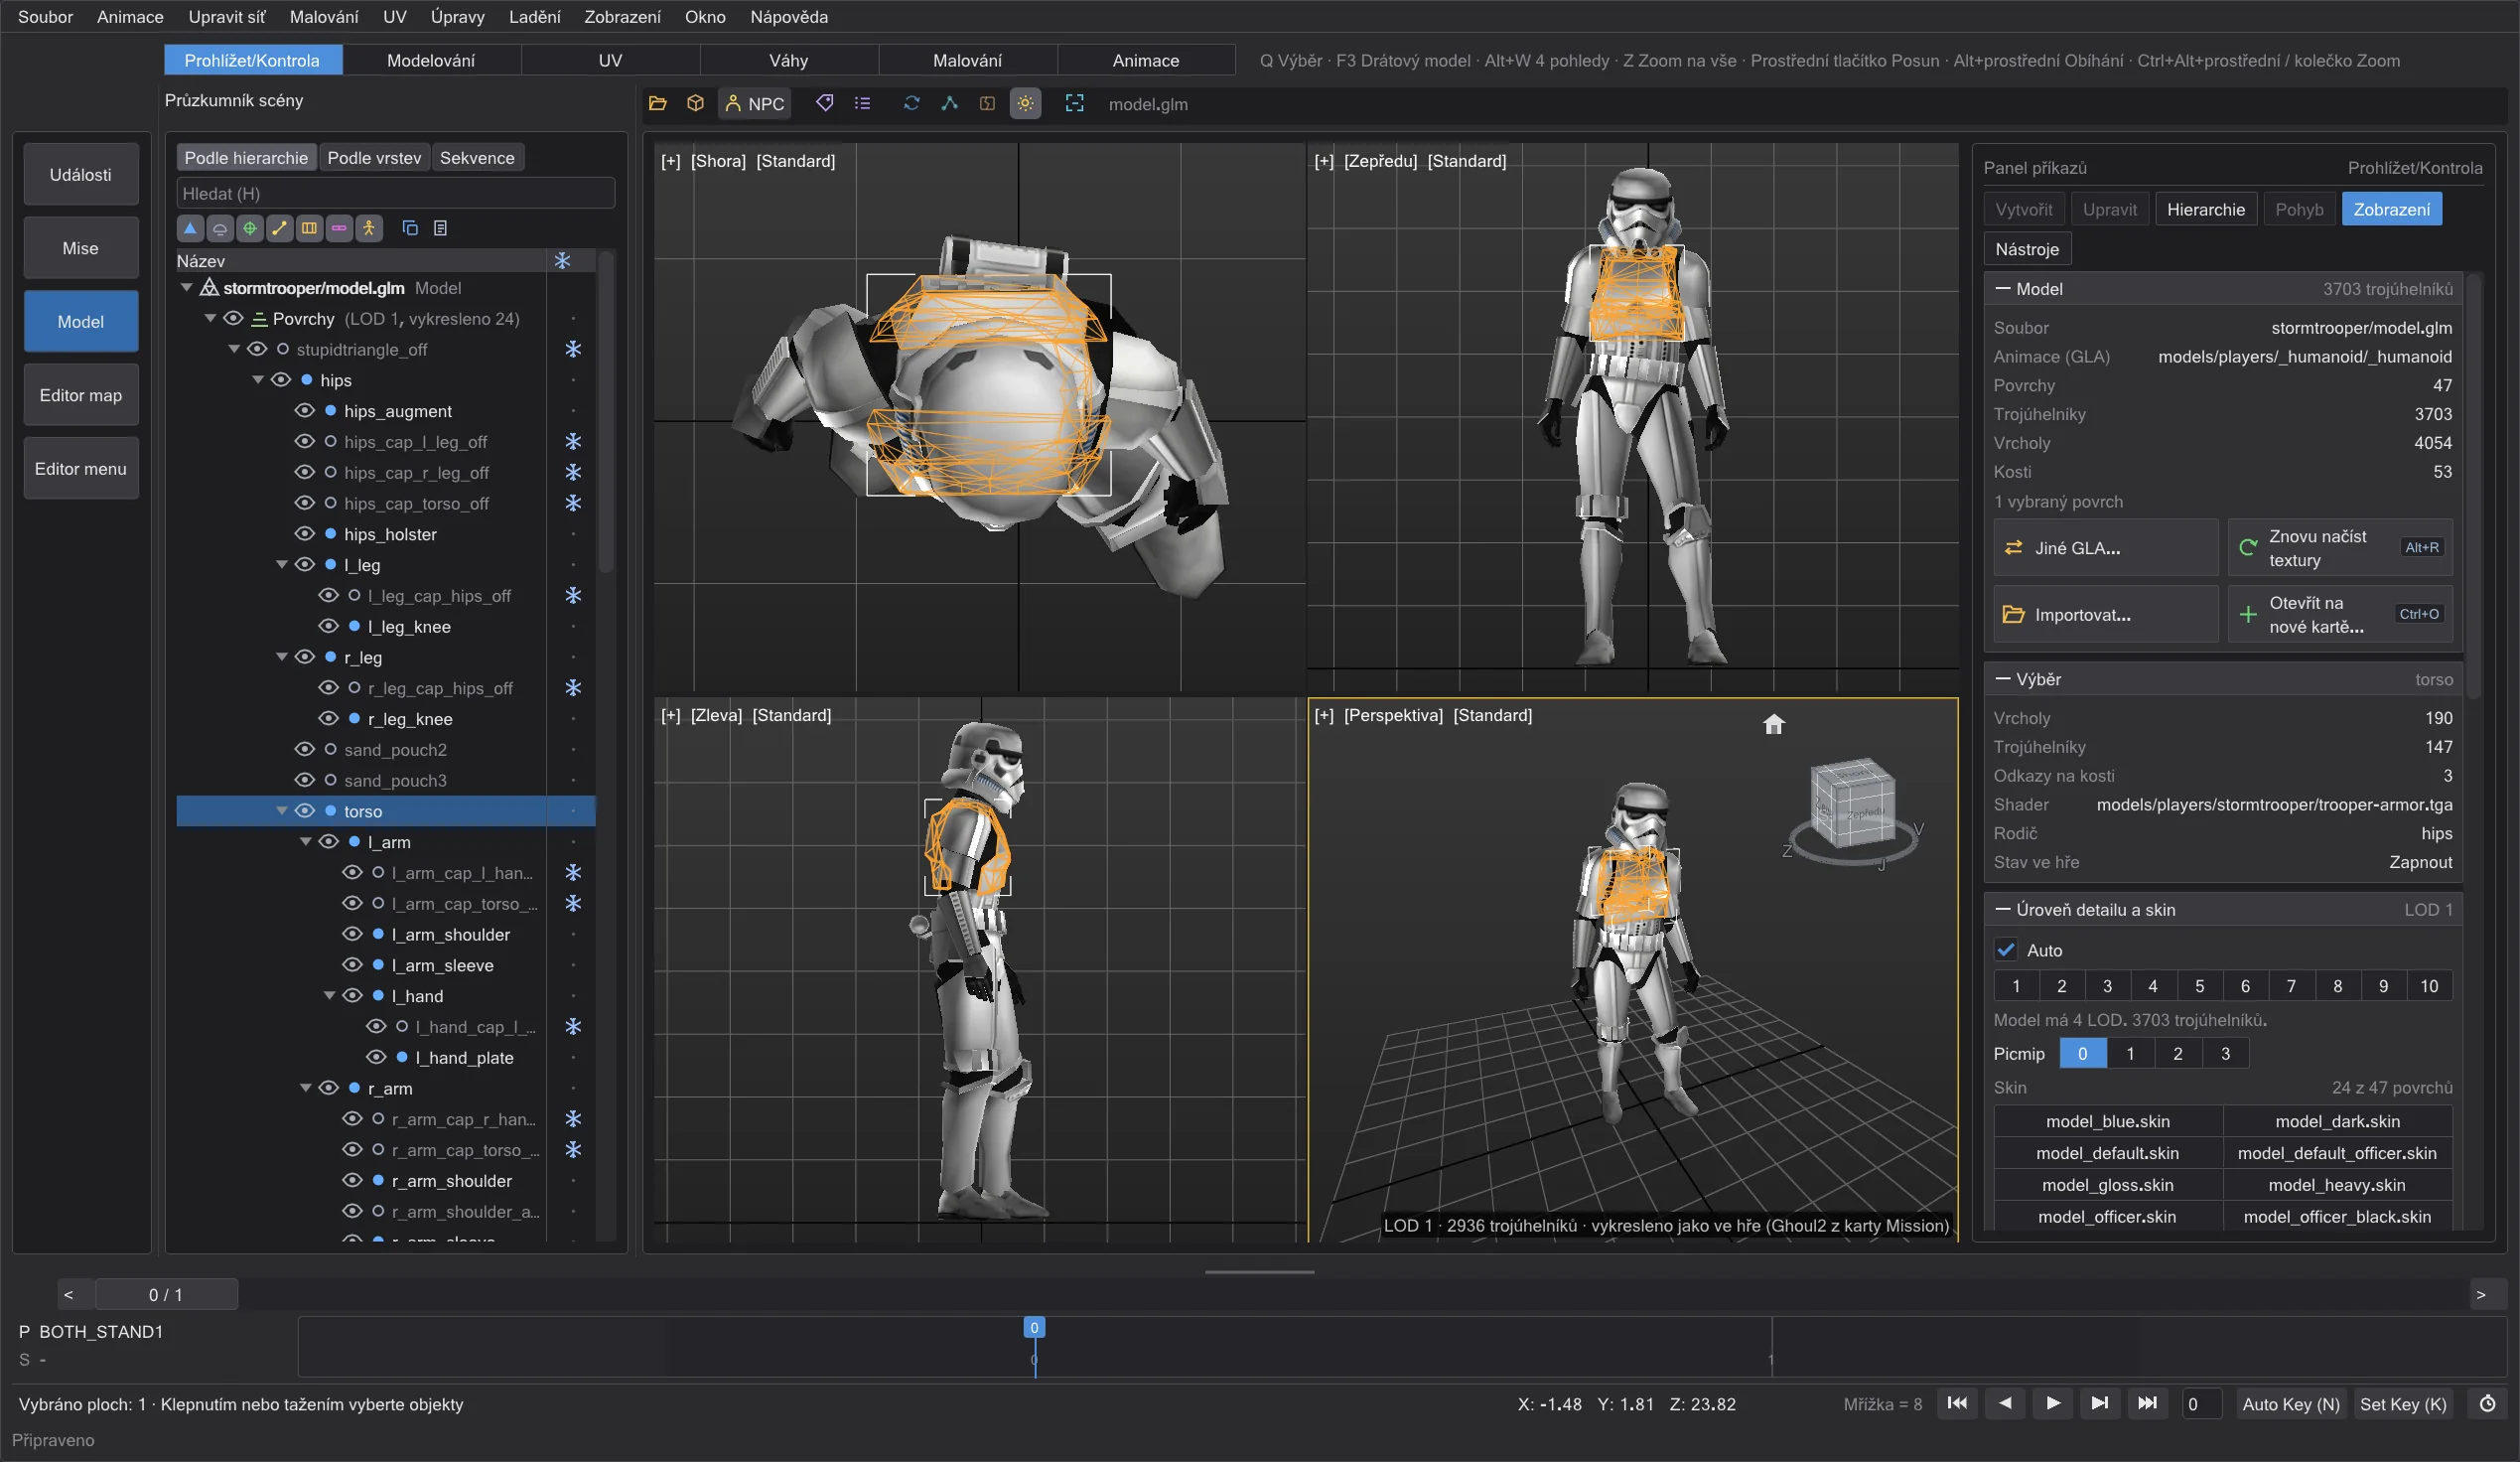 Soubor Animace Upravit síť Malování UV Úpravy Ladění Zobrazení Okno Nápověda
Prohlížet/Kontrola Modelování UV Váhy Malování Animace Q Výběr · F3 Drátový model · Alt+W 4 pohledy · Z Zoom na vše · Prostřední tlačítko Posun · Alt+prostřední Obíhání · Ctrl+Alt+prostřední / kolečko Zoom
Průzkumník scény
NPC model.glm
Události
Mise
Model
Editor map
Editor menu
Podle hierarchie Podle vrstev Sekvence
Hledat (H)
Název
stormtrooper/model.glm Model
Povrchy (LOD 1, vykresleno 24)
stupidtriangle_off
hips
hips_augment
hips_cap_l_leg_off
hips_cap_r_leg_off
hips_cap_torso_off
hips_holster
l_leg
l_leg_cap_hips_off
l_leg_knee
r_leg
r_leg_cap_hips_off
r_leg_knee
sand_pouch2
sand_pouch3
torso
l_arm
l_arm_cap_l_han...
l_arm_cap_torso_...
l_arm_shoulder
l_arm_sleeve
l_hand
l_hand_cap_l_...
l_hand_plate
r_arm
r_arm_cap_r_han...
r_arm_cap_torso_...
r_arm_shoulder
r_arm_shoulder_a...
r_arm_sleeve
[+] [Shora] [Standard]
[+] [Zepředu] [Standard]
[+] [Zleva] [Standard]
[+] [Perspektiva] [Standard]
Zepředu
Z
V
J
LOD 1 · 2936 trojúhelníků · vykresleno jako ve hře (Ghoul2 z karty Mission)
Panel příkazů Prohlížet/Kontrola
Vytvořit Upravit Hierarchie Pohyb Zobrazení
Nástroje
Model 3703 trojúhelníků
Soubor stormtrooper/model.glm
Animace (GLA) models/players/_humanoid/_humanoid
Povrchy 47
Trojúhelníky 3703
Vrcholy 4054
Kosti 53
1 vybraný povrch
Jiné GLA...
Znovu načíst
textury
Alt+R
Importovat...
Otevřít na
nové kartě...
Ctrl+O
Výběr torso
Vrcholy 190
Trojúhelníky 147
Odkazy na kosti 3
Shader models/players/stormtrooper/trooper-armor.tga
Rodič hips
Stav ve hře Zapnout
Úroveň detailu a skin LOD 1
Auto
1 2 3 4 5 6 7 8 9 10
Model má 4 LOD. 3703 trojúhelníků.
Picmip 0 1 2 3
Skin 24 z 47 povrchů
model_blue.skin model_dark.skin
model_default.skin model_default_officer.skin
model_gloss.skin model_heavy.skin
model_officer.skin model_officer_black.skin
< 0 / 1 >
P BOTH_STAND1
S -
0
0 1
Vybráno ploch: 1 · Klepnutím nebo tažením vyberte objekty X: -1.48 Y: 1.81 Z: 23.82 Mřížka = 8 0 Auto Key (N) Set Key (K)
Připraveno